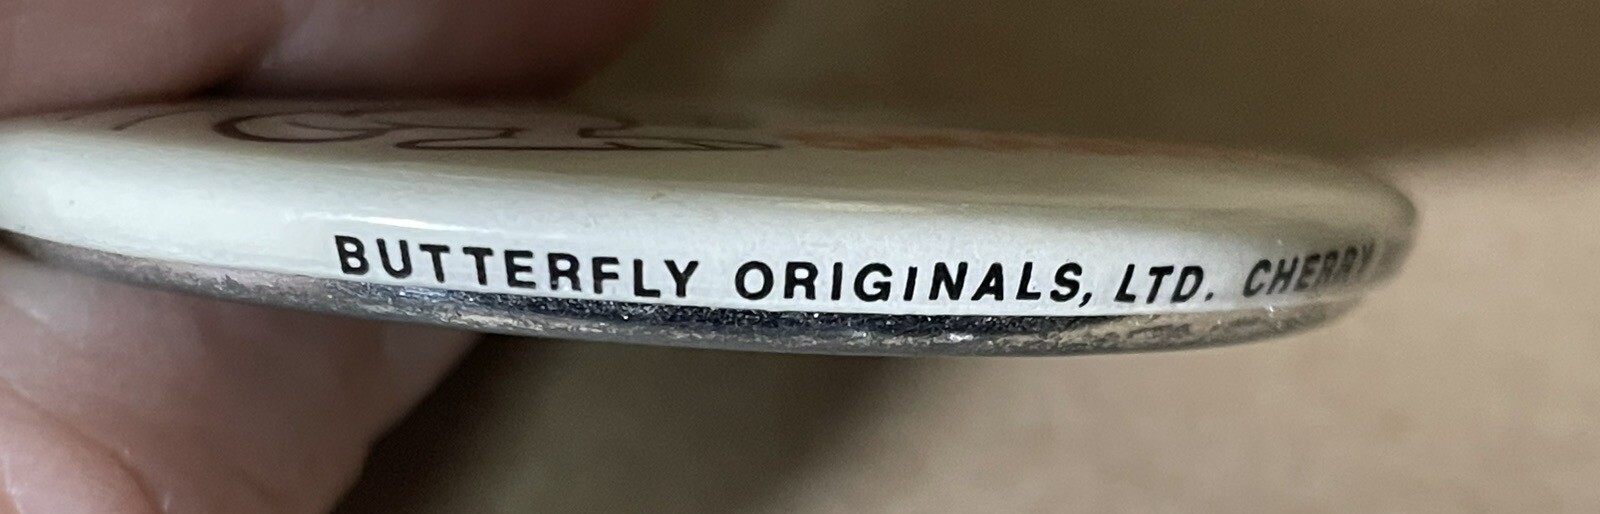 BUTTERFLY ORIGINALS, LTD. CHERRY